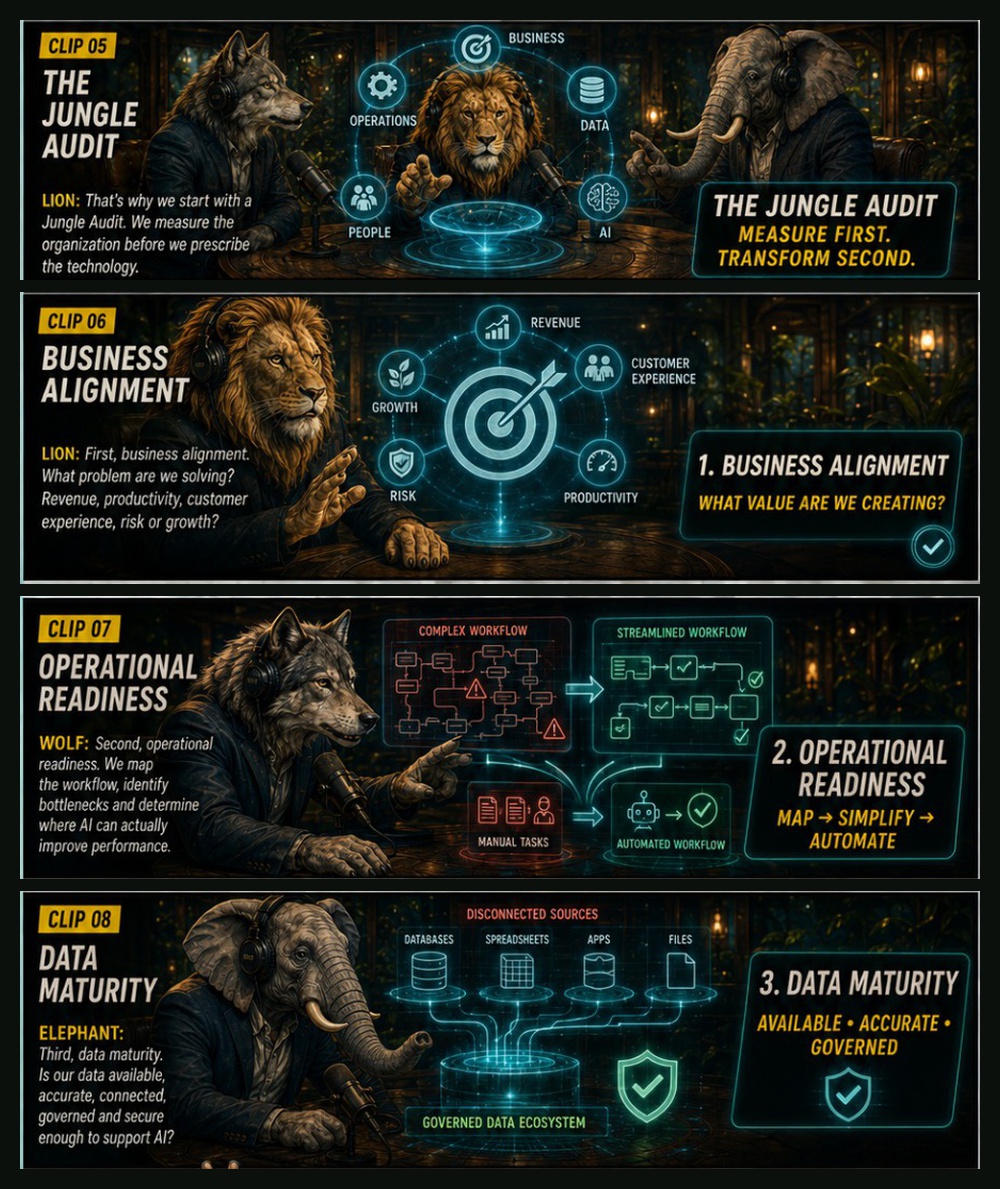 CLIP 05
THE
JUNGLE
AUDIT
LION: That's why we start with a
Jungle Audit. We measure the
organization before we prescribe
the technology.
BUSINESS
OPERATIONS
DATA
PEOPLE
AI
THE JUNGLE AUDIT
MEASURE FIRST.
TRANSFORM SECOND.
CLIP 06
BUSINESS
ALIGNMENT
LION: First, business alignment.
What problem are we solving?
Revenue, productivity, customer
experience, risk or growth?
REVENUE
GROWTH
CUSTOMER
EXPERIENCE
RISK
PRODUCTIVITY
1. BUSINESS ALIGNMENT
WHAT VALUE ARE WE CREATING?
CLIP 07
OPERATIONAL
READINESS
WOLF: Second, operational
readiness. We map
the workflow, identify
bottlenecks and determine
where AI can actually
improve performance.
COMPLEX WORKFLOW
STREAMLINED WORKFLOW
MANUAL TASKS
AUTOMATED WORKFLOW
2. OPERATIONAL
READINESS
MAP → SIMPLIFY →
AUTOMATE
CLIP 08
DATA
MATURITY
ELEPHANT:
Third, data maturity.
Is our data available,
accurate, connected,
governed and secure
enough to support AI?
DISCONNECTED SOURCES
DATABASES
SPREADSHEETS
APPS
FILES
GOVERNED DATA ECOSYSTEM
3. DATA MATURITY
AVAILABLE • ACCURATE •
GOVERNED